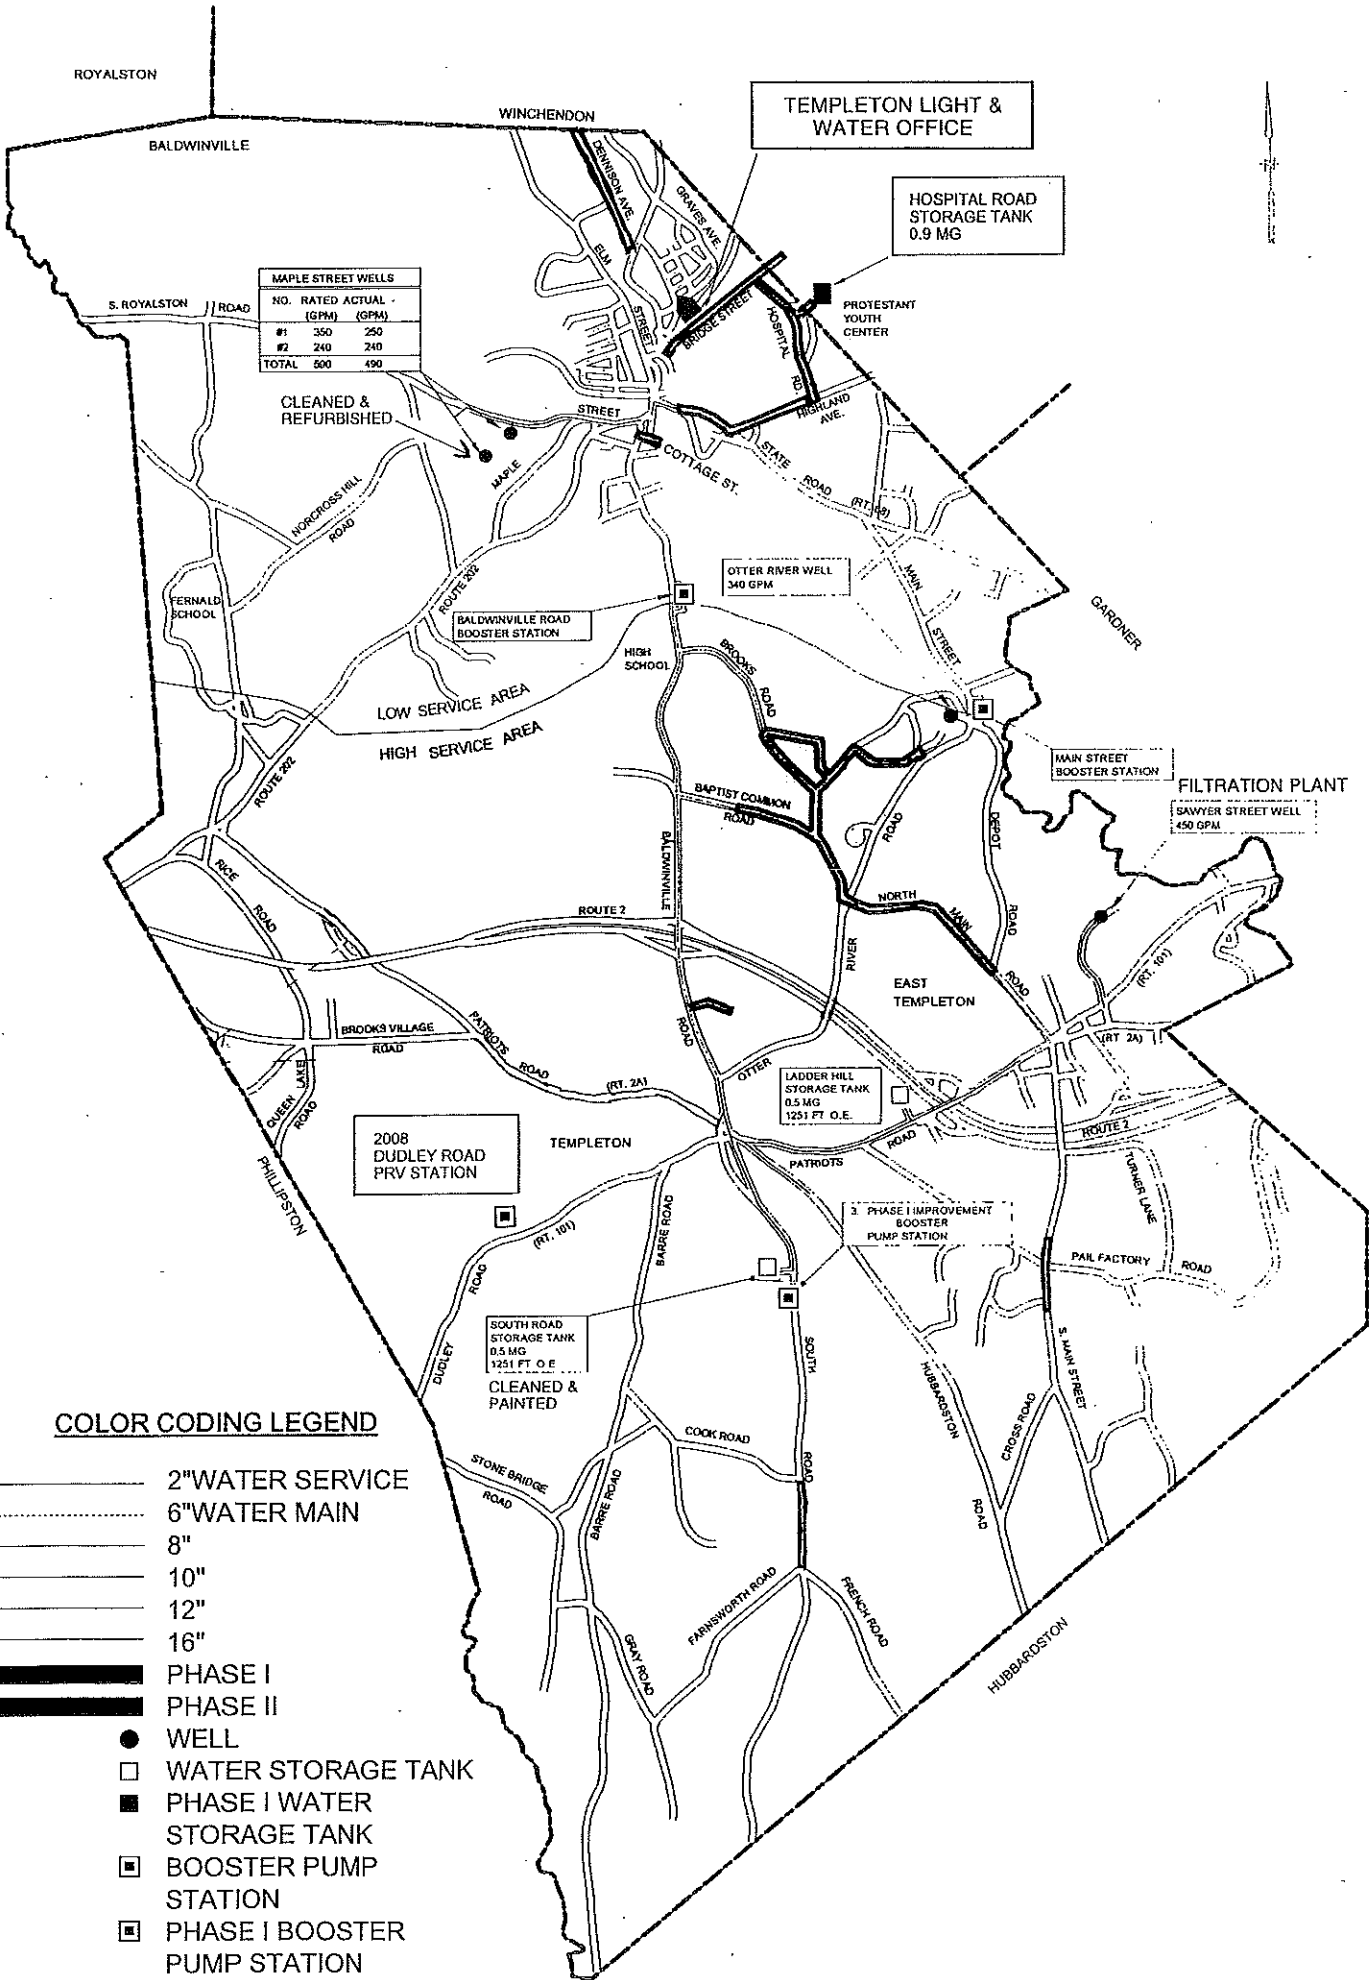 ROYALSTON
WINCHENDON
BALDWINVILLE
TEMPLETON LIGHT &
WATER OFFICE
HOSPITAL ROAD
STORAGE TANK
0.9 MG
PROTESTANT
YOUTH
CENTER
DENNISON AVE.
GRAVES AVE.
ELM
STREET
BRIDGE STREET
HOSPITAL
RD.
HIGHLAND
AVE.
S. ROYALSTON
ROAD
MAPLE STREET WELLS
NO. RATED ACTUAL
(GPM) (GPM)
#1 350 250
#2 240 240
TOTAL 590 490
CLEANED &
REFURBISHED
STREET
MAPLE
COTTAGE ST.
STATE
ROAD
(RT. 68)
NORCROSS HILL
ROAD
FERNALD
SCHOOL
ROUTE 202
OTTER RIVER WELL
340 GPM
MAIN
STREET
GARDNER
BALDWINVILLE ROAD
BOOSTER STATION
HIGH
SCHOOL
BROOKS
ROAD
LOW SERVICE AREA
HIGH SERVICE AREA
MAIN STREET
BOOSTER STATION
FILTRATION PLANT
SAWYER STREET WELL
450 GPM
ROUTE 202
BAPTIST COMMON
ROAD
ROAD
DEPOT
ROAD
BALDWINVILLE
ROAD
RICE
ROAD
ROUTE 2
NORTH
MAIN
ROAD
RIVER
EAST
TEMPLETON
(RT. 101)
(RT. 2A)
BROOKS VILLAGE
ROAD
PATRIOTS
ROAD
(RT. 2A)
OTTER
QUEEN LAKE
ROAD
LADDER HILL
STORAGE TANK
0.5 MG
1251 FT O.E.
ROUTE 2
2008
DUDLEY ROAD
PRV STATION
TEMPLETON
PATRIOTS
ROAD
TURNER LANE
PHILLIPSTON
(RT. 101)
BARRE ROAD
3. PHASE I IMPROVEMENT
BOOSTER
PUMP STATION
PAIL FACTORY
ROAD
DUDLEY
ROAD
SOUTH ROAD
STORAGE TANK
0.5 MG
1251 FT O E
CLEANED &
PAINTED
SOUTH
ROAD
HUBBARDSTON
ROAD
CROSS ROAD
S. MAIN STREET
STONE BRIDGE
ROAD
BARRE ROAD
COOK ROAD
FARNSWORTH ROAD
FRENCH ROAD
GRAY ROAD
HUBBARDSTON
COLOR CODING LEGEND
2"WATER SERVICE
6"WATER MAIN
8"
10"
12"
16"
PHASE I
PHASE II
WELL
WATER STORAGE TANK
PHASE I WATER
STORAGE TANK
BOOSTER PUMP
STATION
PHASE I BOOSTER
PUMP STATION